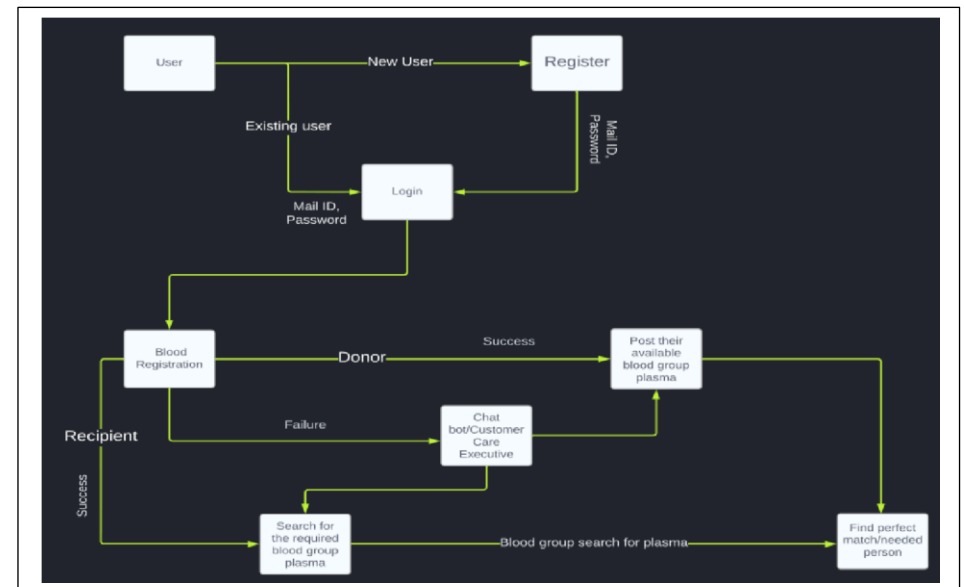 User
New User
Register
Existing user
Mail ID,
Password
Mail ID,
Password
Login
Blood
Registration
Donor
Success
Post their
available
blood group
plasma
Failure
Chat
bot/Customer
Care
Executive
Recipient
Success
Search for
the required
blood group
plasma
Blood group search for plasma
Find perfect
match/needed
person